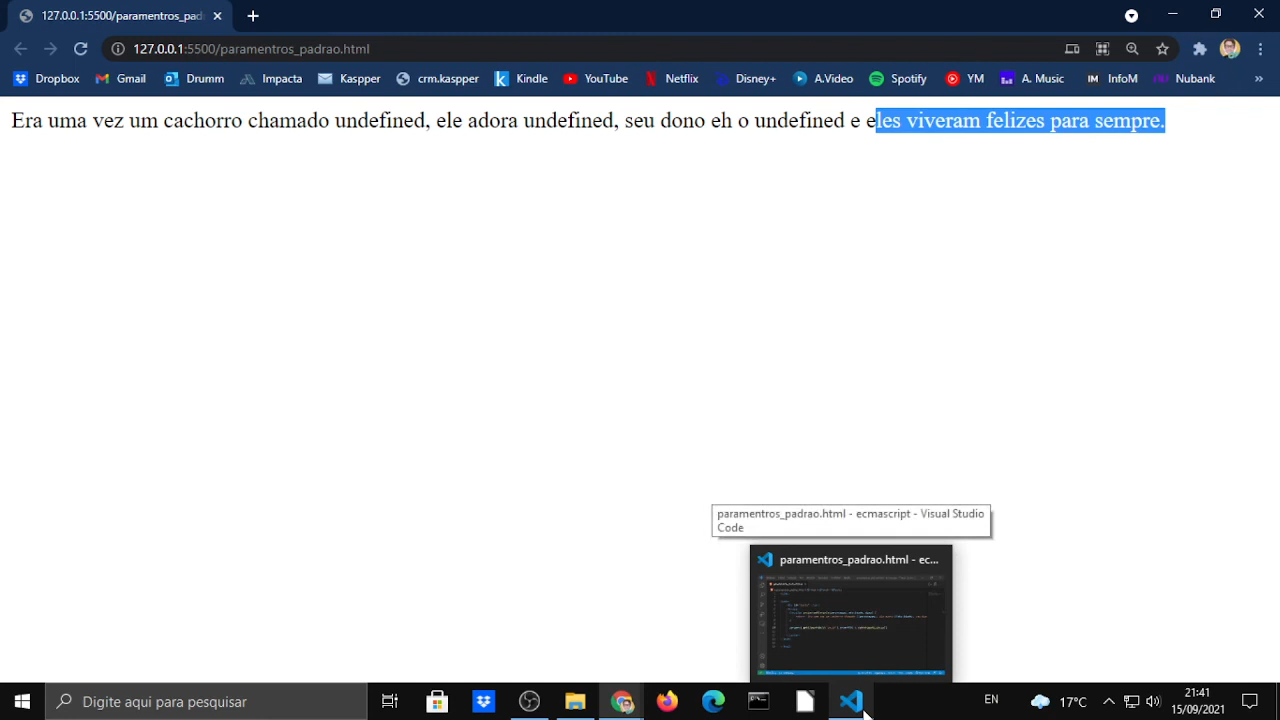 127.0.0.1:5500/paramentros_pad
127.0.0.1:5500/paramentros_padrao.html
Dropbox Gmail Drumm Impacta Kaspper crm.kaspper Kindle YouTube Netflix Disney+ A.Video Spotify YM A. Music InfoM Nubank »
Era uma vez um cachorro chamado undefined, ele adora undefined, seu dono eh o undefined e eles viveram felizes para sempre.
paramentros_padrao.html - ecmascript - Visual Studio
Code
paramentros_padrao.html - ec...
Digite aqui para pesquisar
EN
17°C
21:41
15/09/2021